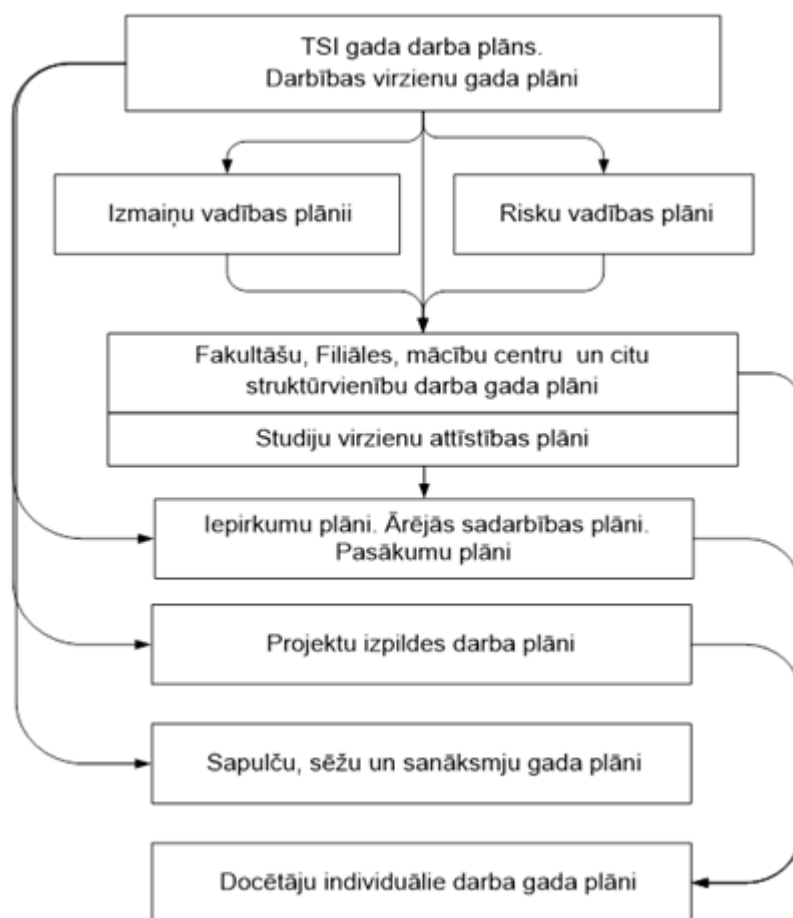 TSI gada darba plāns.
Darbības virzienu gada plāni
Izmaiņu vadības plānii
Risku vadības plāni
Fakultāšu, Filiāles, mācību centru un citu
struktūrvienību darba gada plāni
Studiju virzienu attīstības plāni
Iepirkumu plāni. Ārējās sadarbības plāni.
Pasākumu plāni
Projektu izpildes darba plāni
Sapulču, sēžu un sanāksmju gada plāni
Docētāju individuālie darba gada plāni